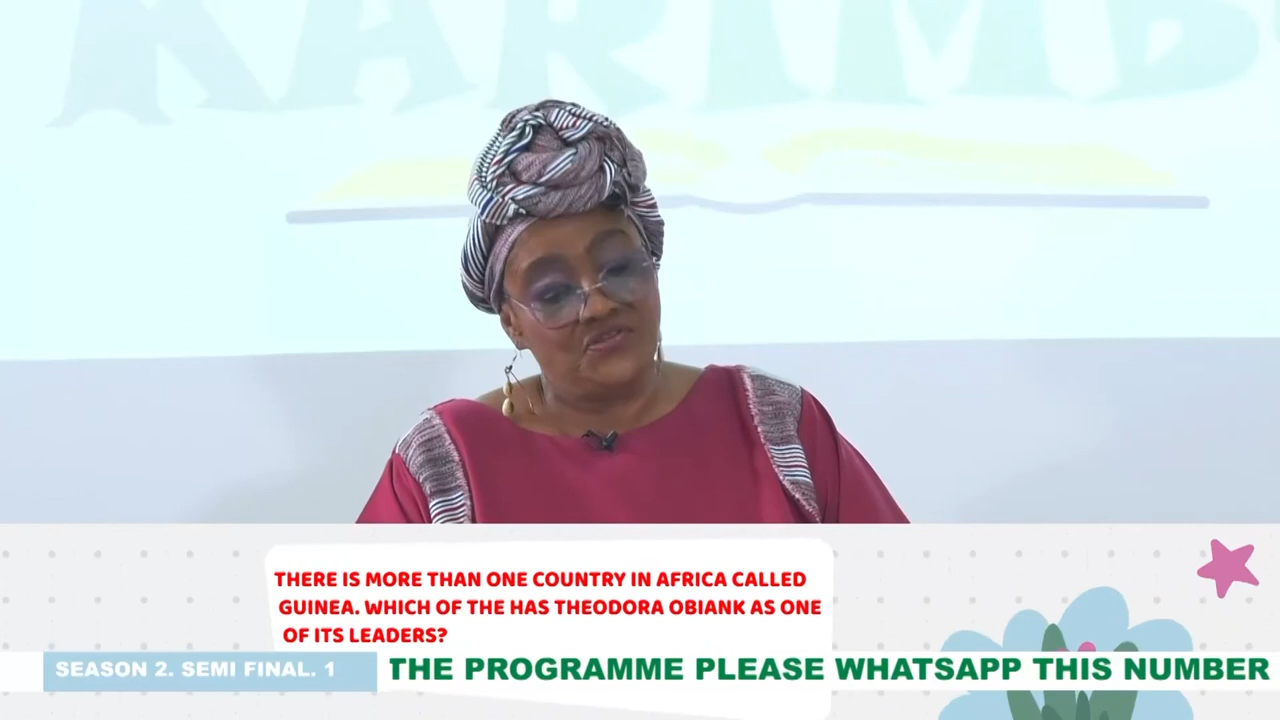 KARIMB
THERE IS MORE THAN ONE COUNTRY IN AFRICA CALLED
GUINEA. WHICH OF THE HAS THEODORA OBIANK AS ONE
OF ITS LEADERS?
SEASON 2. SEMI FINAL. 1
THE PROGRAMME PLEASE WHATSAPP THIS NUMBER